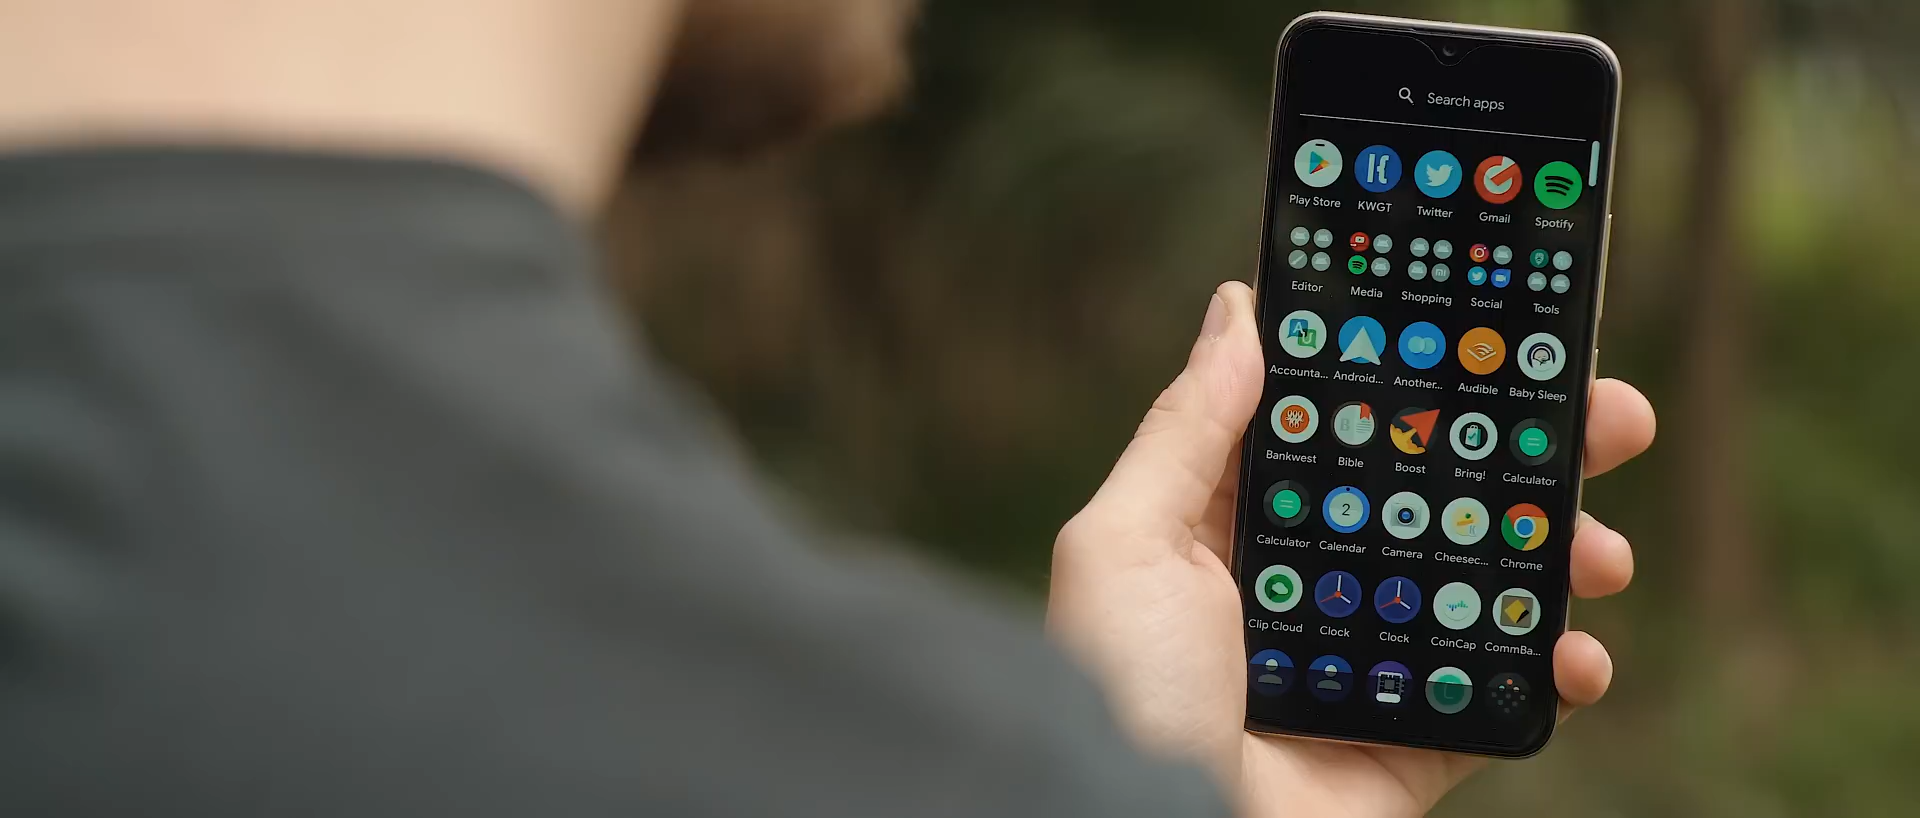 Search apps
Play Store KWGT Twitter Gmail Spotify
Editor Media Shopping Social Tools
Accounta... Android... Another... Audible Baby Sleep
Bankwest Bible Boost Bring! Calculator
2
Calculator Calendar Camera Cheesec... Chrome
Clip Cloud Clock Clock CoinCap CommBa...